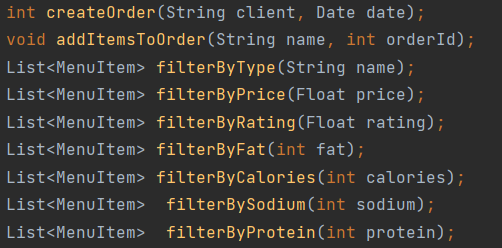 int createOrder(String client, Date date);
void addItemsToOrder(String name, int orderId);
List<MenuItem> filterByType(String name);
List<MenuItem> filterByPrice(Float price);
List<MenuItem> filterByRating(Float rating);
List<MenuItem> filterByFat(int fat);
List<MenuItem> filterByCalories(int calories);
List<MenuItem>  filterBySodium(int sodium);
List<MenuItem>  filterByProtein(int protein);